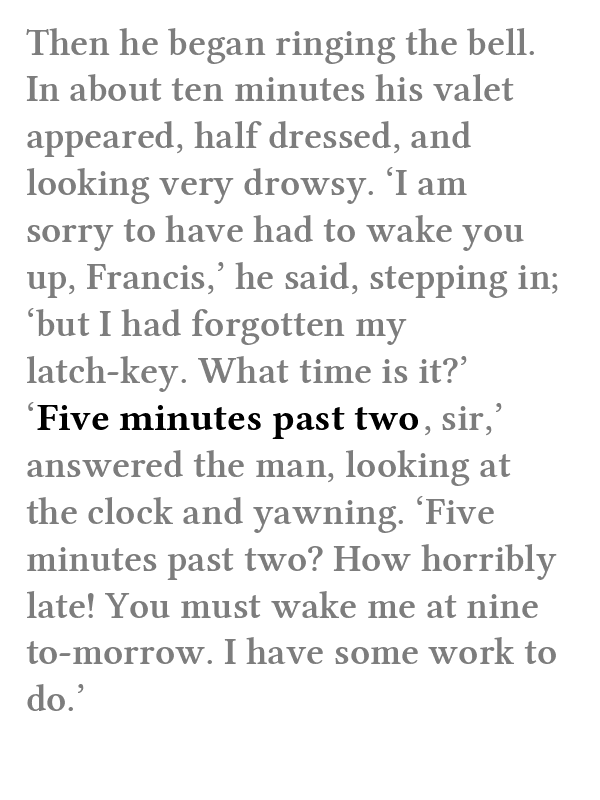 Then he began ringing the bell.
In about ten minutes his valet
appeared, half dressed, and
looking very drowsy. ‘I am
sorry to have had to wake you
up, Francis,’ he said, stepping in;
‘but I had forgotten my
latch-key. What time is it?’
‘Five minutes past two, sir,’
answered the man, looking at
the clock and yawning. ‘Five
minutes past two? How horribly
late! You must wake me at nine
to-morrow. I have some work to
do.’